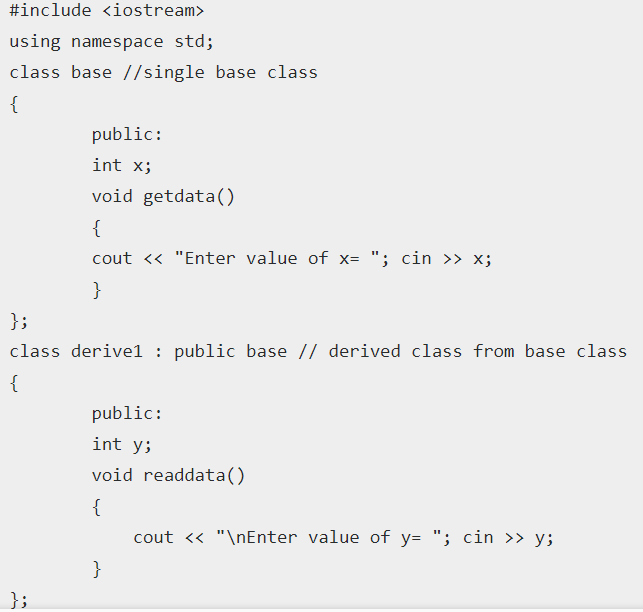 #include <iostream>
using namespace std;
class base //single base class
{
        public:
        int x;
        void getdata()
        {
        cout << "Enter value of x= "; cin >> x;
        }
};
class derive1 : public base // derived class from base class
{
        public:
        int y;
        void readdata()
        {
            cout << "\nEnter value of y= "; cin >> y;
        }
};